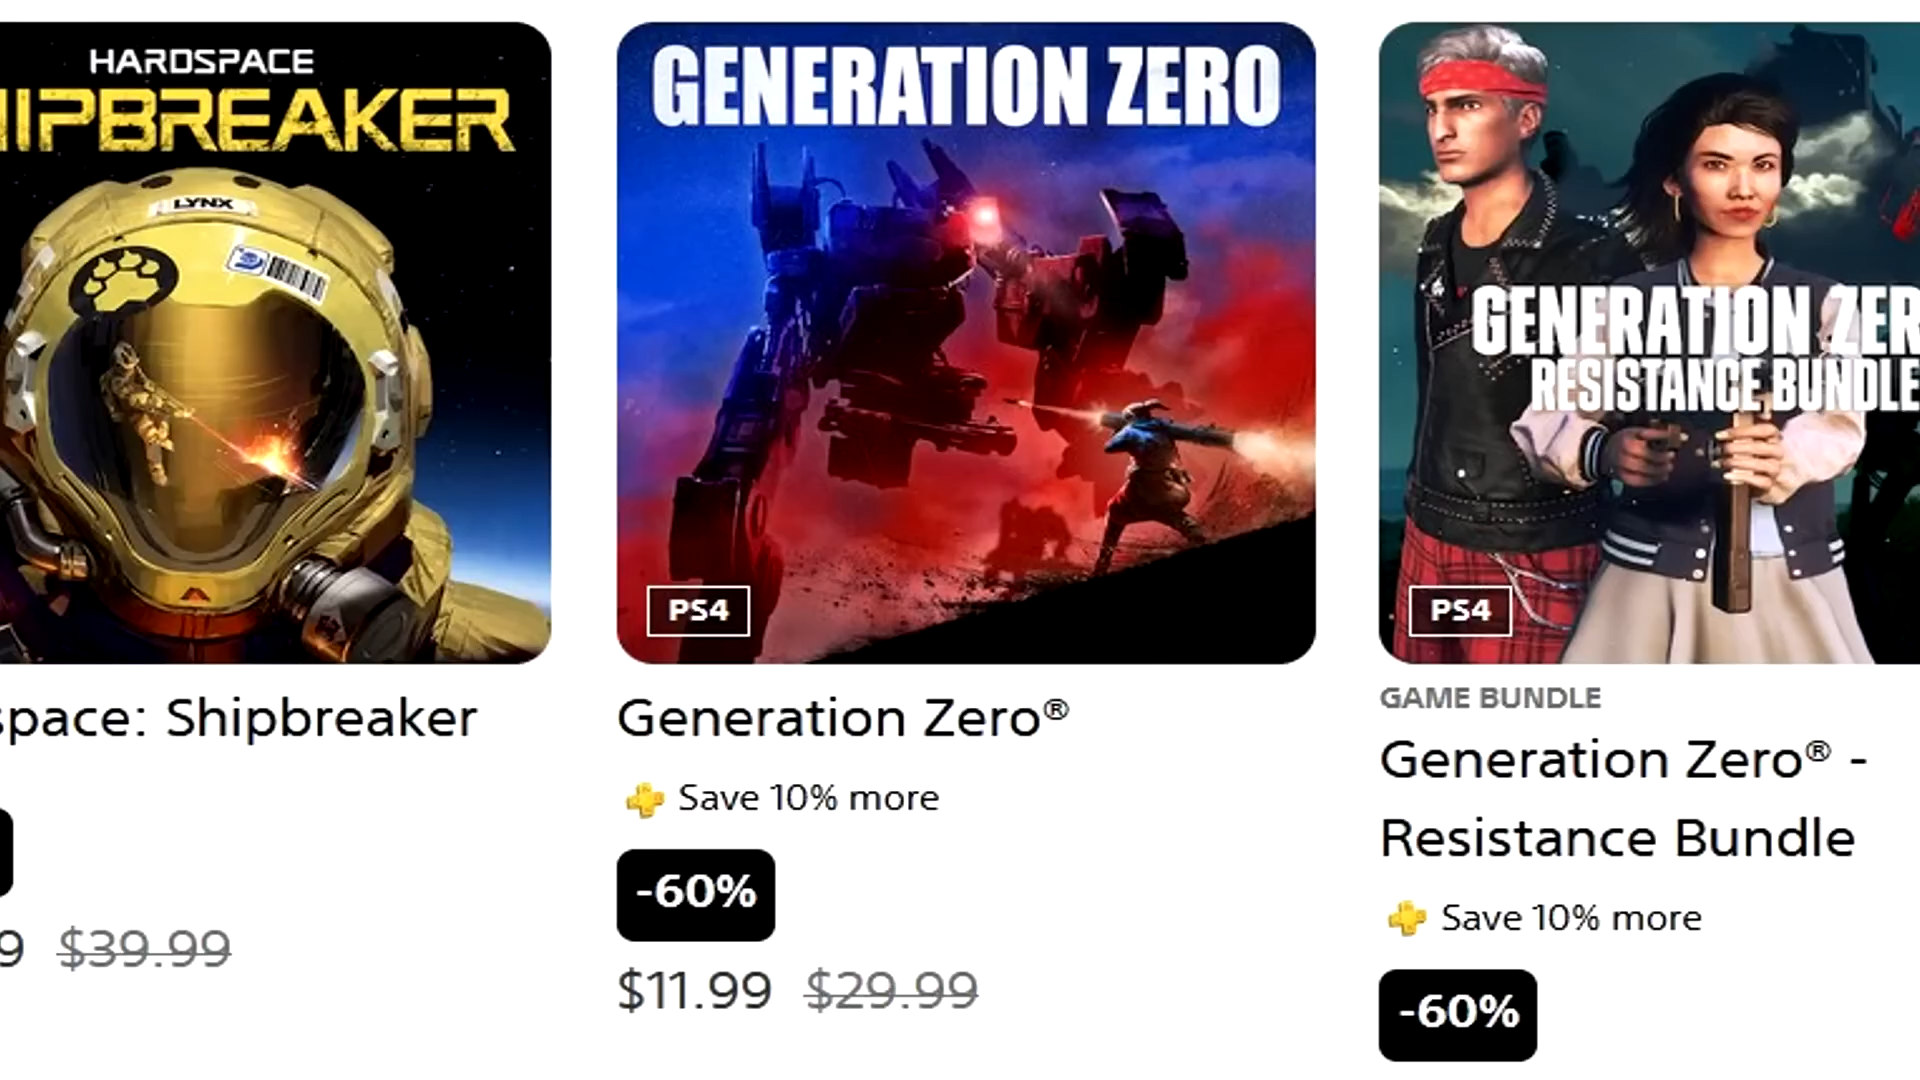 HARDSPACE
HIPBREAKER
LYNX
space: Shipbreaker
9 $39.99
GENERATION ZERO
PS4
Generation Zero®
Save 10% more
-60%
$11.99 $29.99
GENERATION ZER
RESISTANCE BUNDLE
PS4
GAME BUNDLE
Generation Zero® -
Resistance Bundle
Save 10% more
-60%